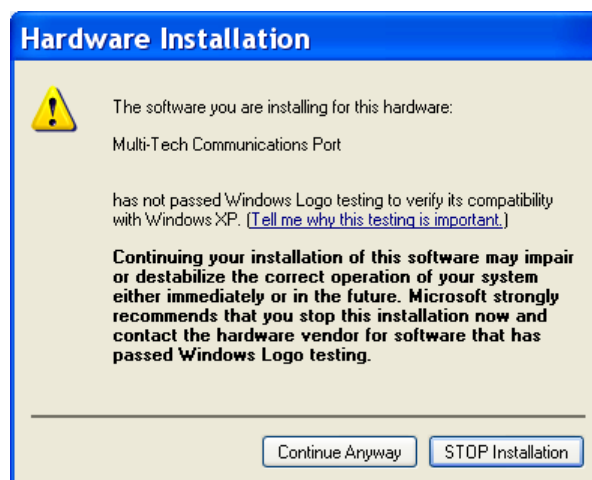 Hardware Installation
The software you are installing for this hardware:
Multi-Tech Communications Port
has not passed Windows Logo testing to verify its compatibility
with Windows XP. (Tell me why this testing is important.)
Continuing your installation of this software may impair
or destabilize the correct operation of your system
either immediately or in the future. Microsoft strongly
recommends that you stop this installation now and
contact the hardware vendor for software that has
passed Windows Logo testing.
Continue Anyway STOP Installation